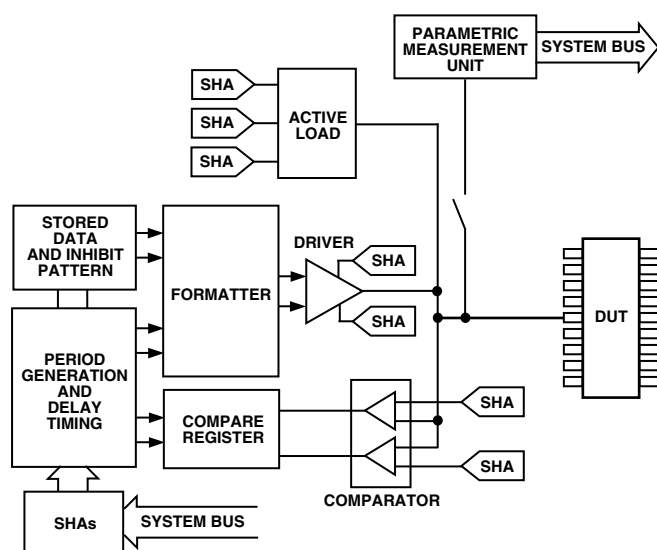 PARAMETRIC
MEASUREMENT
UNIT
SYSTEM BUS
SHA
SHA
SHA
ACTIVE
LOAD
STORED
DATA
AND INHIBIT
PATTERN
FORMATTER
DRIVER
SHA
SHA
DUT
PERIOD
GENERATION
AND
DELAY
TIMING
COMPARE
REGISTER
SHA
SHA
COMPARATOR
SHAs
SYSTEM BUS